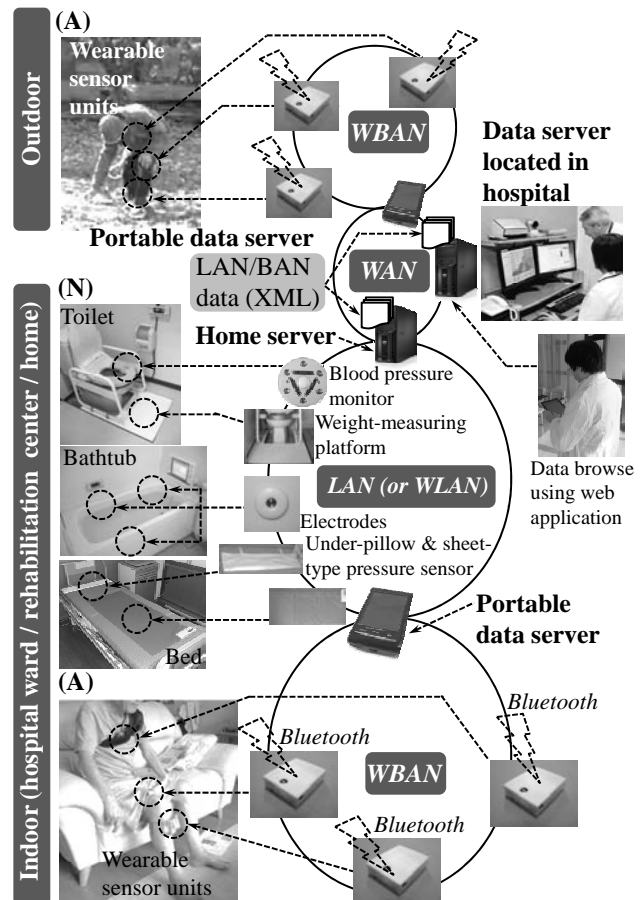 (A)
Outdoor
Wearable
sensor
units
WBAN
Data server
located in
hospital
Portable data server
LAN/BAN
data (XML)
WAN
Home server
Indoor (hospital ward / rehabilitation center / home)
(N)
Toilet
Blood pressure
monitor
Weight-measuring
platform
Data browse
using web
application
Bathtub
LAN (or WLAN)
Electrodes
Under-pillow & sheet-
type pressure sensor
Bed
Portable
data server
(A)
Bluetooth
Bluetooth
WBAN
Bluetooth
Wearable
sensor units